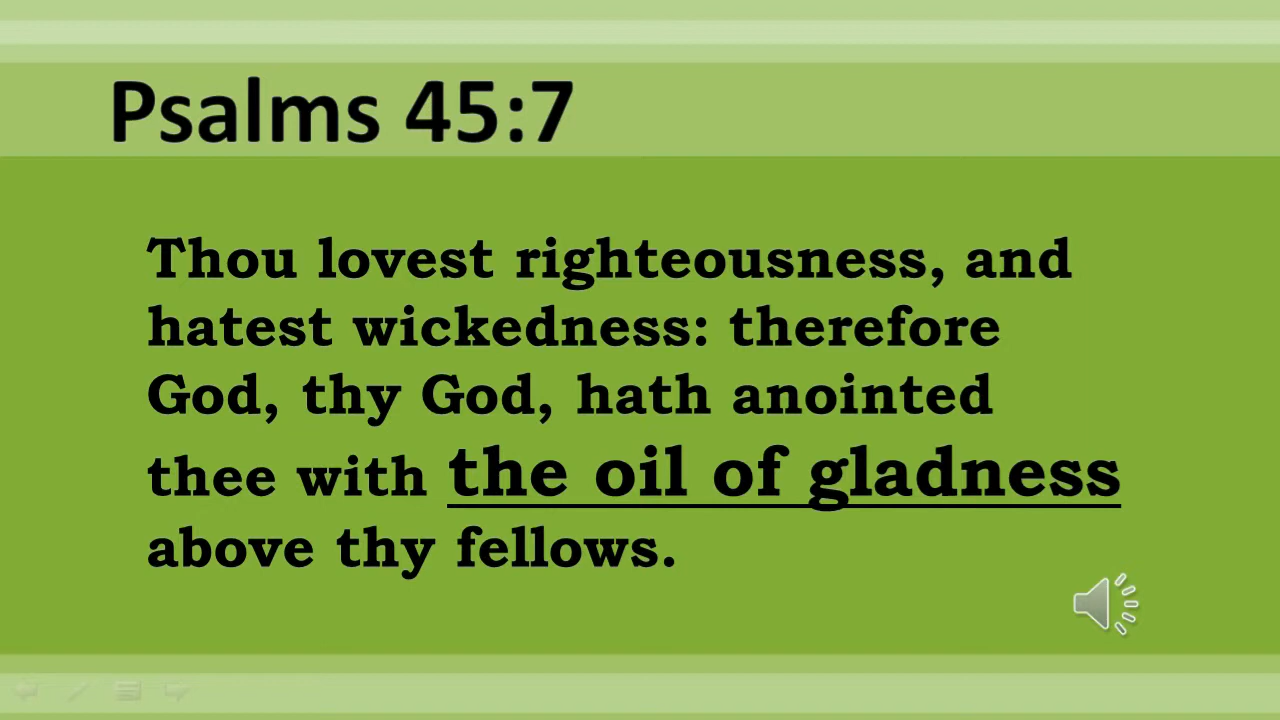 Psalms 45:7
Thou lovest righteousness, and
hatest wickedness: therefore
God, thy God, hath anointed
thee with the oil of gladness
above thy fellows.